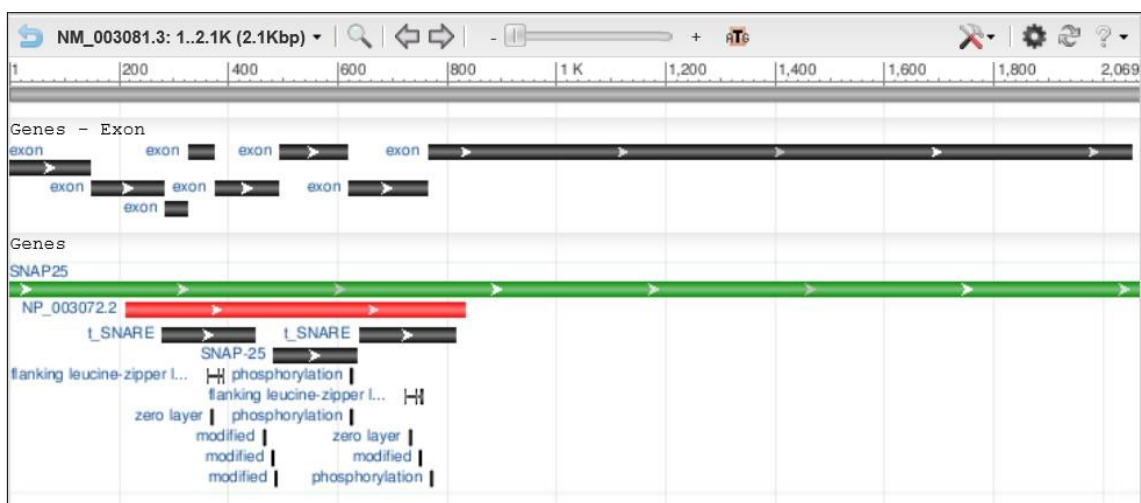 NM_003081.3: 1..2.1K (2.1Kbp) - + ATG ?
1 200 400 600 800 1 K 1,200 1,400 1,600 1,800 2,069
Genes - Exon
exon exon exon exon
exon exon exon
exon
Genes
SNAP25
NP_003072.2
t_SNARE t_SNARE
SNAP-25
flanking leucine-zipper l... phosphorylation
flanking leucine-zipper l...
zero layer phosphorylation
modified zero layer
modified modified
modified phosphorylation